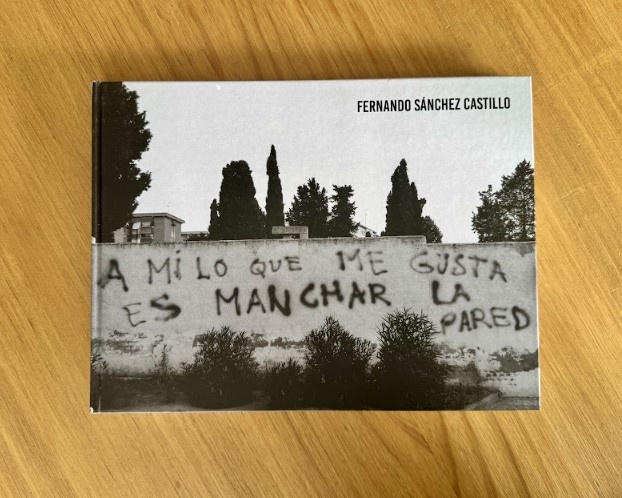 FERNANDO SÁNCHEZ CASTILLO
A Mi LO QUE ME GUSTA
ES MANCHAR LA
PARED